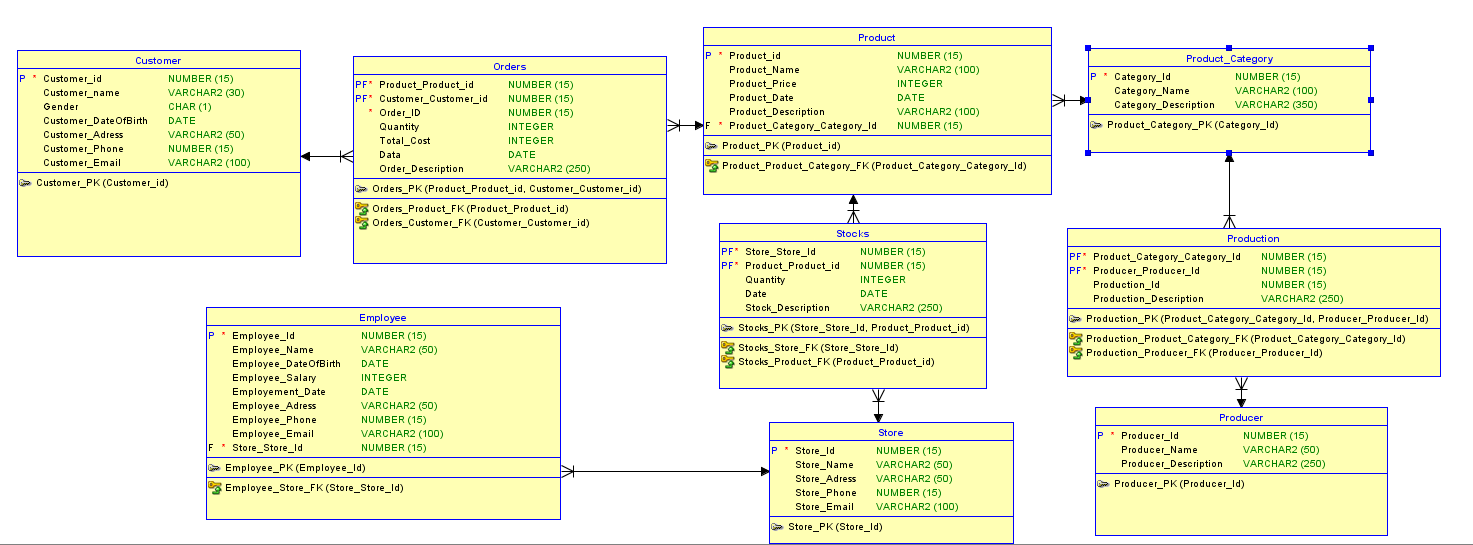 Customer
P * Customer_id NUMBER (15)
Customer_name VARCHAR2 (30)
Gender CHAR (1)
Customer_DateOfBirth DATE
Customer_Adress VARCHAR2 (50)
Customer_Phone NUMBER (15)
Customer_Email VARCHAR2 (100)
Customer_PK (Customer_id)
Orders
PF* Product_Product_id NUMBER (15)
PF* Customer_Customer_id NUMBER (15)
* Order_ID NUMBER (15)
Quantity INTEGER
Total_Cost INTEGER
Data DATE
Order_Description VARCHAR2 (250)
Orders_PK (Product_Product_id, Customer_Customer_id)
Orders_Product_FK (Product_Product_id)
Orders_Customer_FK (Customer_Customer_id)
Product
P * Product_id NUMBER (15)
Product_Name VARCHAR2 (100)
Product_Price INTEGER
Product_Date DATE
Product_Description VARCHAR2 (100)
F * Product_Category_Category_Id NUMBER (15)
Product_PK (Product_id)
Product_Product_Category_FK (Product_Category_Category_Id)
Product_Category
P * Category_Id NUMBER (15)
Category_Name VARCHAR2 (100)
Category_Description VARCHAR2 (350)
Product_Category_PK (Category_Id)
Stocks
PF* Store_Store_Id NUMBER (15)
PF* Product_Product_id NUMBER (15)
Quantity INTEGER
Date DATE
Stock_Description VARCHAR2 (250)
Stocks_PK (Store_Store_Id, Product_Product_id)
Stocks_Store_FK (Store_Store_Id)
Stocks_Product_FK (Product_Product_id)
Production
PF* Product_Category_Category_Id NUMBER (15)
PF* Producer_Producer_Id NUMBER (15)
Production_Id NUMBER (15)
Production_Description VARCHAR2 (250)
Production_PK (Product_Category_Category_Id, Producer_Producer_Id)
Production_Product_Category_FK (Product_Category_Category_Id)
Production_Producer_FK (Producer_Producer_Id)
Employee
P * Employee_Id NUMBER (15)
Employee_Name VARCHAR2 (50)
Employee_DateOfBirth DATE
Employee_Salary INTEGER
Employement_Date DATE
Employee_Adress VARCHAR2 (50)
Employee_Phone NUMBER (15)
Employee_Email VARCHAR2 (100)
F * Store_Store_Id NUMBER (15)
Employee_PK (Employee_Id)
Employee_Store_FK (Store_Store_Id)
Store
P * Store_Id NUMBER (15)
Store_Name VARCHAR2 (50)
Store_Adress VARCHAR2 (50)
Store_Phone NUMBER (15)
Store_Email VARCHAR2 (100)
Store_PK (Store_Id)
Producer
P * Producer_Id NUMBER (15)
Producer_Name VARCHAR2 (50)
Producer_Description VARCHAR2 (250)
Producer_PK (Producer_Id)